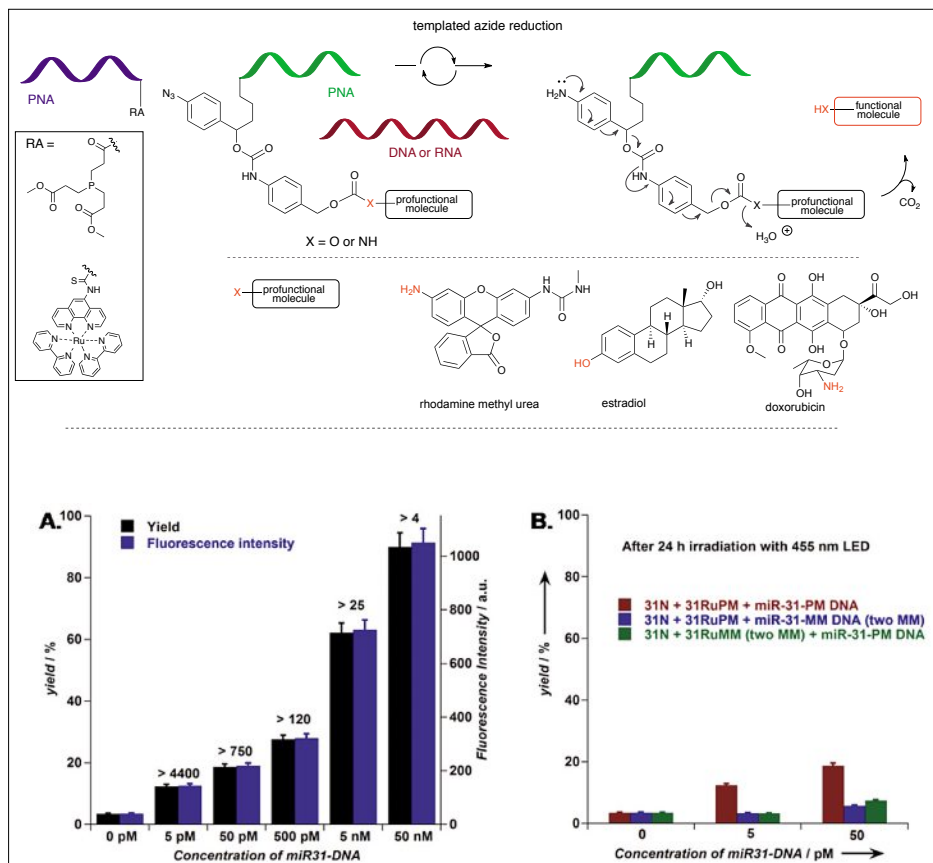 templated azide reduction
PNA
RA
N3
PNA
DNA or RNA
O
O
NH
O
O
X
profunctional
molecule
X = O or NH
H2N
O
O
NH
O
O
X
profunctional
molecule
H3O
⊕
CO2
HX
functional
molecule
RA =
O
O
O
P
O
O
S
NH
N
N
N
N
Ru
N
N
X
profunctional
molecule
H2N
O
H
N
N
H
O
O
O
rhodamine methyl urea
OH
H
H
H
HO
estradiol
O
OH
O
OH
OH
O
O
OH
O
O
O
NH2
OH
doxorubicin
A.
Yield
Fluorescence intensity
yield / %
100
80
60
40
20
0
> 4400
> 750
> 120
> 25
> 4
1000
800
600
400
200
0
Fluorescence Intensity / a.u.
0 pM 5 pM 50 pM 500 pM 5 nM 50 nM
Concentration of miR31-DNA
B.
After 24 h irradiation with 455 nm LED
31N + 31RuPM + miR-31-PM DNA
31N + 31RuPM + miR-31-MM DNA (two MM)
31N + 31RuMM (two MM) + miR-31-PM DNA
yield / %
100
80
60
40
20
0
0 5 50
Concentration of miR31-DNA / pM